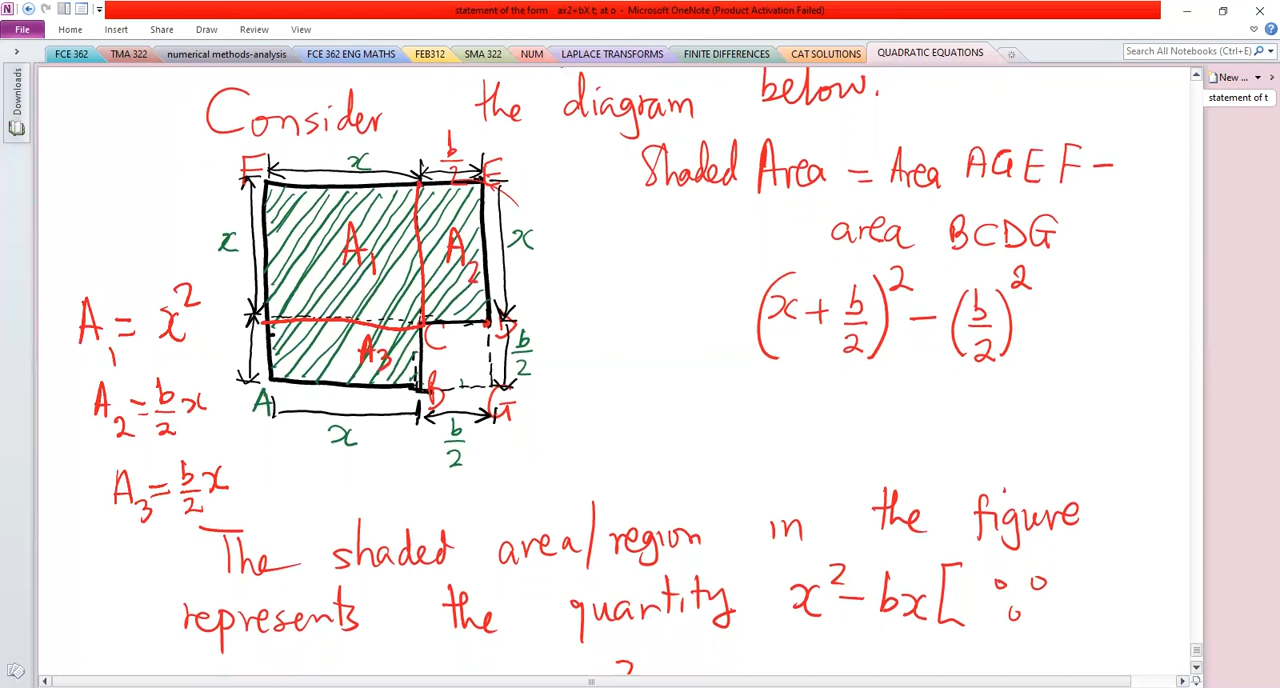 statement of the form ax2+bX t; at o - Microsoft OneNote (Product Activation Failed)
File Home Insert Share Draw Review View
FCE 362 TMA 322 numerical methods-analysis FCE 362 ENG MATHS FEB312 SMA 322 NUM LAPLACE TRANSFORMS FINITE DIFFERENCES CAT SOLUTIONS QUADRATIC EQUATIONS Search All Notebooks (Ctrl+E)
Downloads
New ...
statement of t
Consider the diagram below.
F x b/2 E
x A₁ A₂ x
C D
A₃ b/2
A B G
x b/2
A₁ = x²
A₂ = b/2 x
A₃ = b/2 x
Shaded Area = Area AGEF −
area BCDG
(x + b/2)² − (b/2)²
The shaded area/region in the figure
represents the quantity x² − bx [ ∵
2